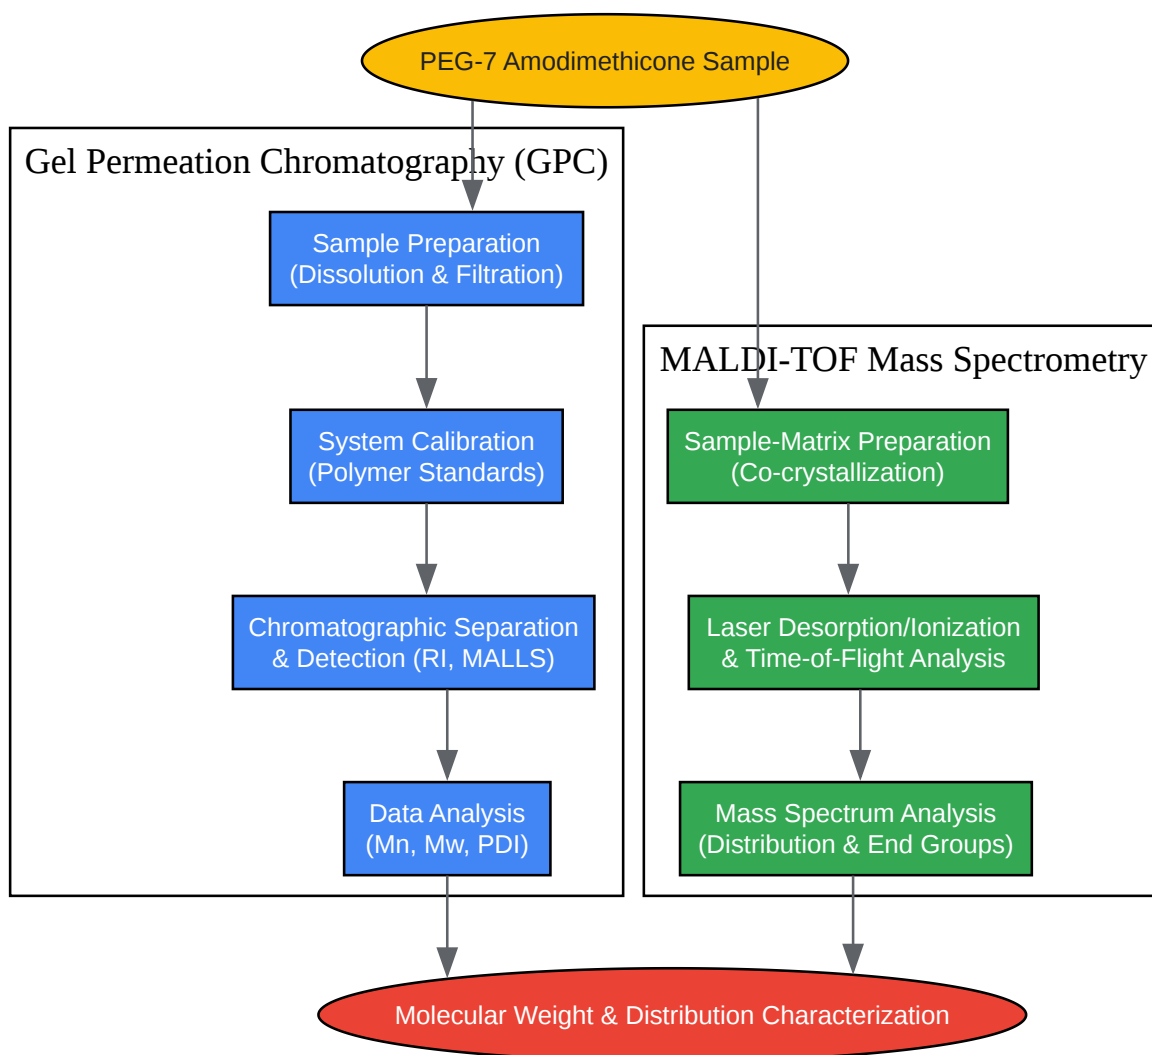 PEG-7 Amodimethicone Sample
Gel Permeation Chromatography (GPC)
Sample Preparation
(Dissolution & Filtration)
System Calibration
(Polymer Standards)
Chromatographic Separation
& Detection (RI, MALLS)
Data Analysis
(Mn, Mw, PDI)
MALDI-TOF Mass Spectrometry
Sample-Matrix Preparation
(Co-crystallization)
Laser Desorption/Ionization
& Time-of-Flight Analysis
Mass Spectrum Analysis
(Distribution & End Groups)
Molecular Weight & Distribution Characterization